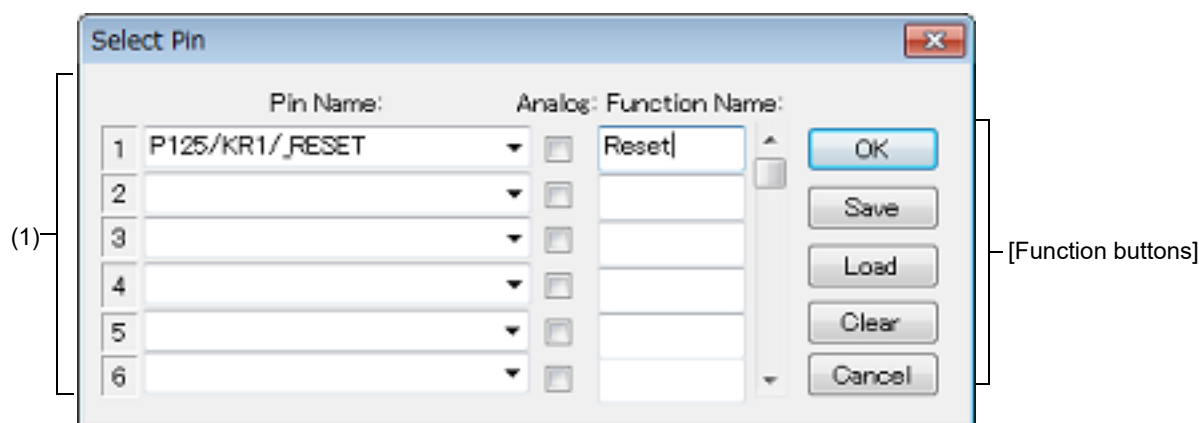 Select Pin
Pin Name: Analog: Function Name:
1 P125/KR1/_RESET Reset OK
2 Save
3
(1) [Function buttons]
4 Load
5 Clear
6 Cancel